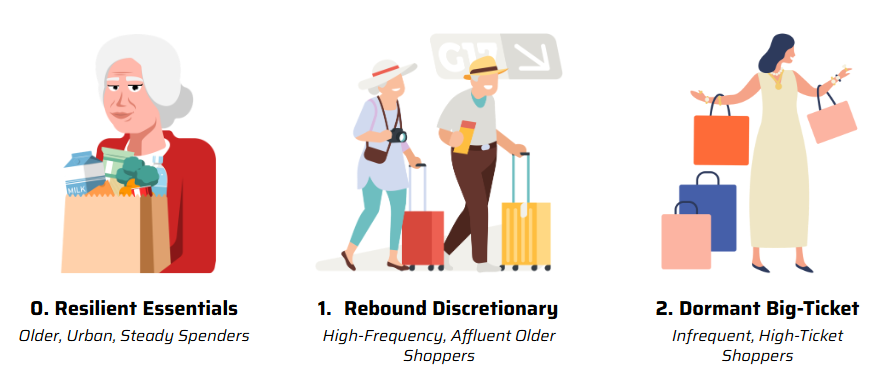 G17
MILK
0. Resilient Essentials
Older, Urban, Steady Spenders
1. Rebound Discretionary
High-Frequency, Affluent Older
Shoppers
2. Dormant Big-Ticket
Infrequent, High-Ticket
Shoppers